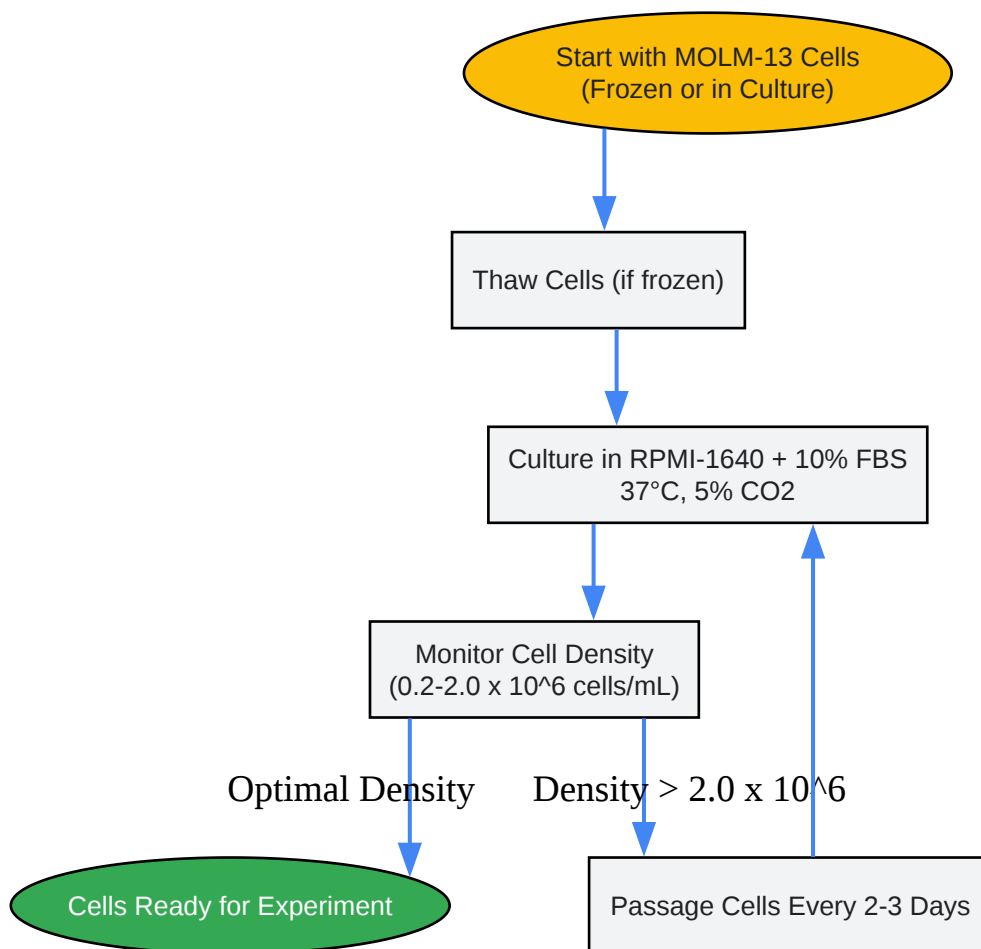 Start with MOLM-13 Cells
(Frozen or in Culture)
Thaw Cells (if frozen)
Culture in RPMI-1640 + 10% FBS
37°C, 5% CO2
Monitor Cell Density
(0.2-2.0 x 10^6 cells/mL)
Optimal Density
Density > 2.0 x 10^6
Cells Ready for Experiment
Passage Cells Every 2-3 Days